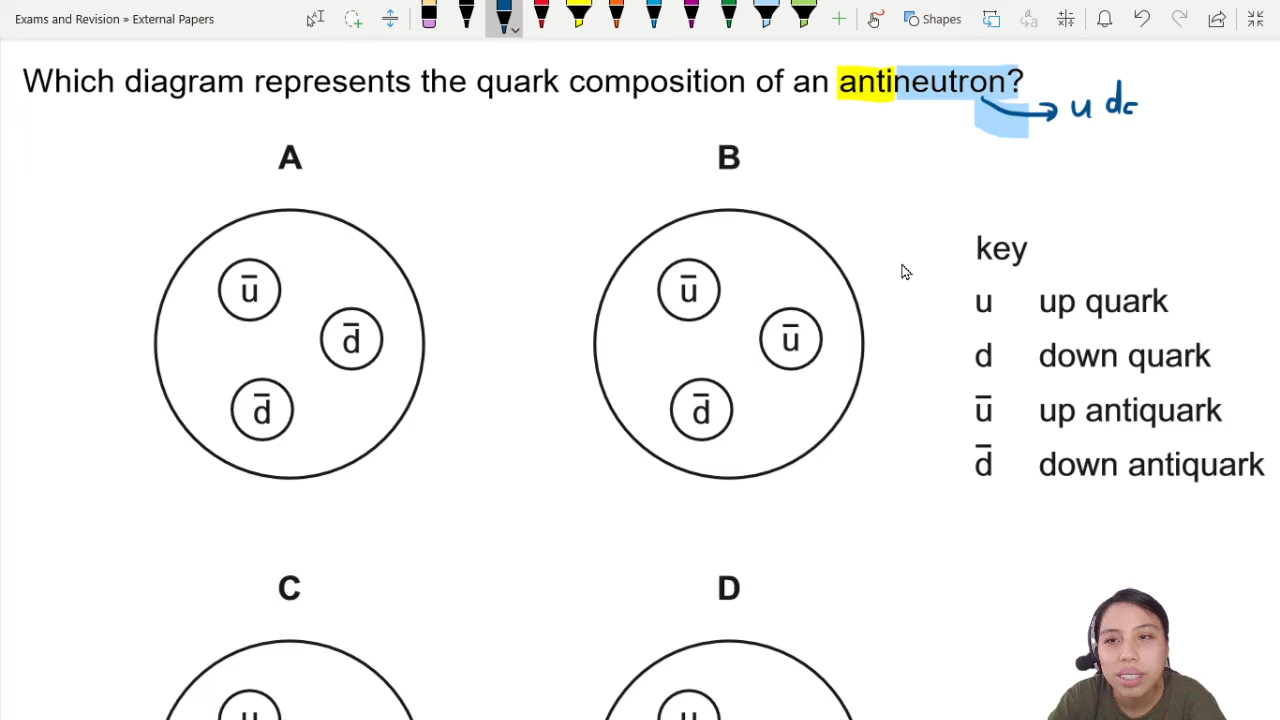 Exams and Revision » External Papers
Shapes
Which diagram represents the quark composition of an antineutron?
u d
A
B
ū
d̄
d̄
ū
ū
d̄
key
u up quark
d down quark
ū up antiquark
d̄ down antiquark
C
D